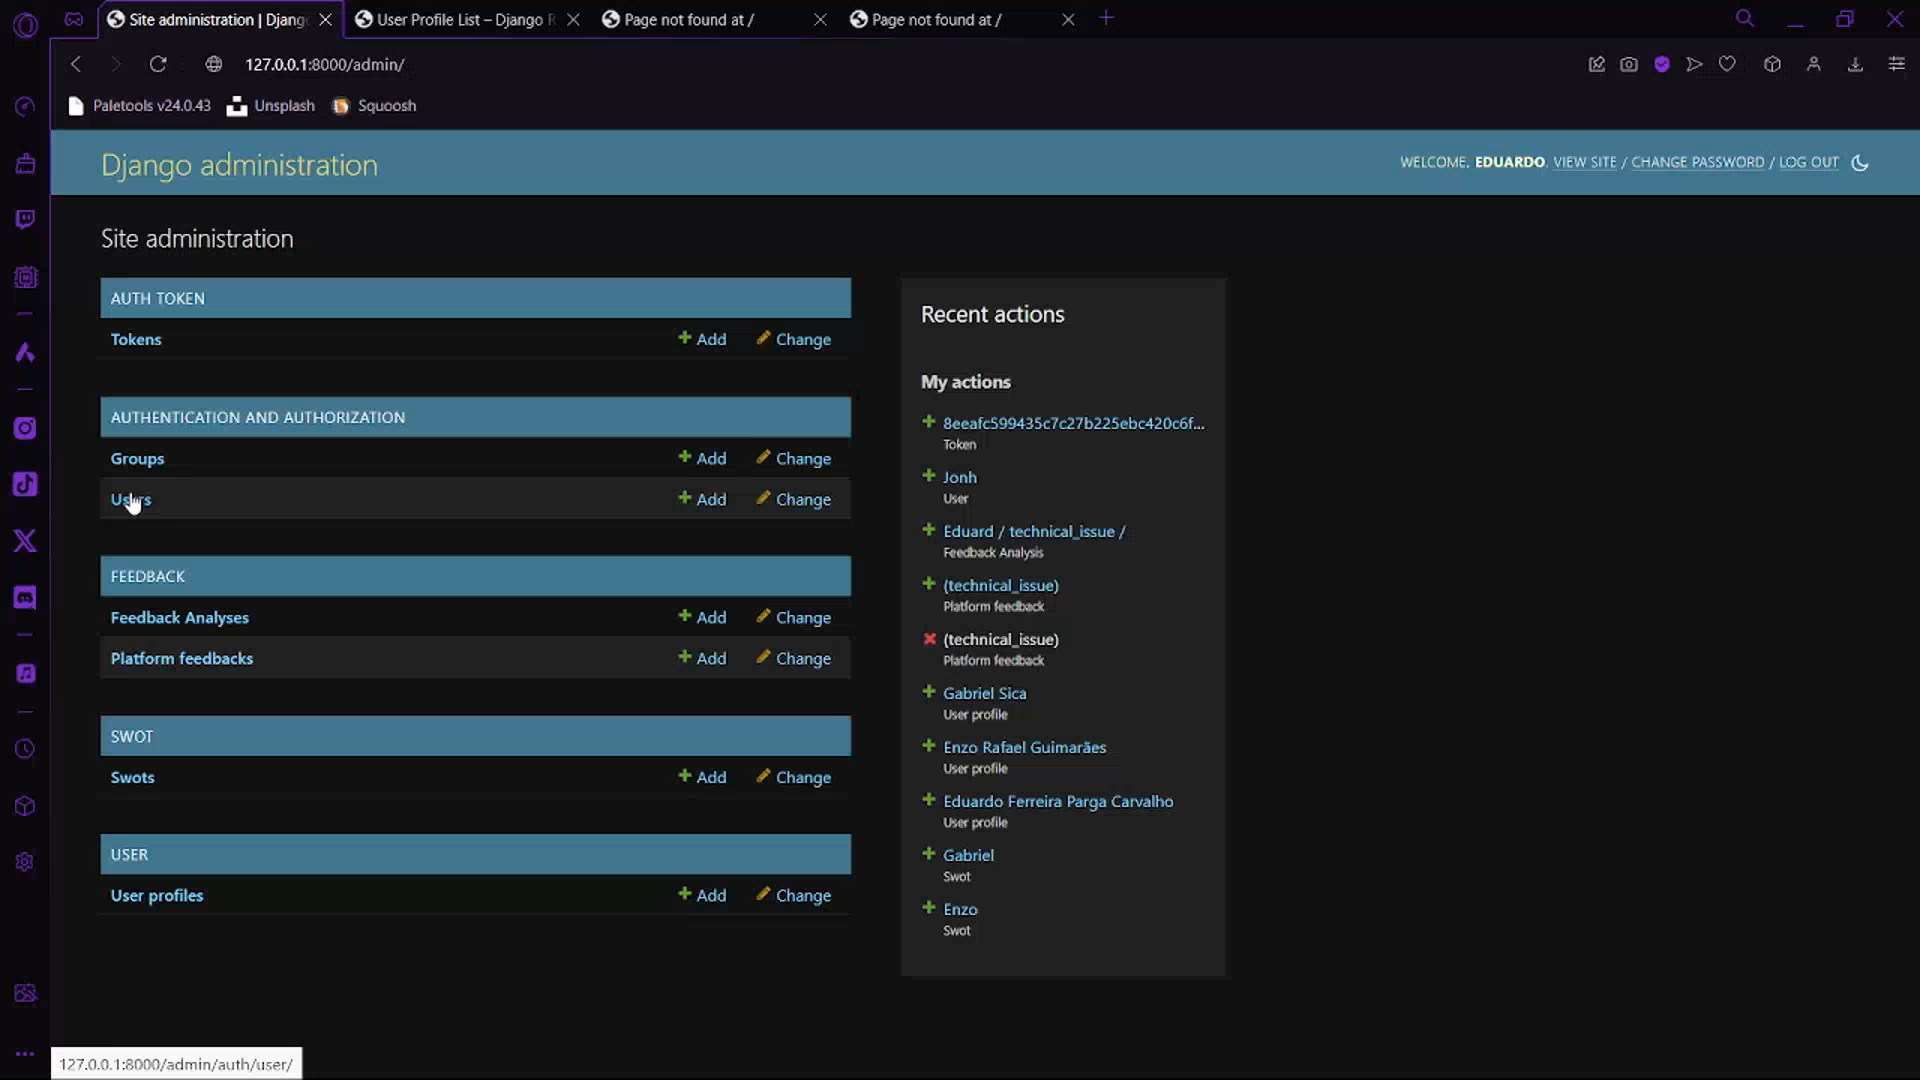 Site administration | Djang
User Profile List – Django R
Page not found at /
Page not found at /
127.0.0.1:8000/admin/
Paletools v24.0.43
Unsplash
Squoosh
Django administration
WELCOME, EDUARDO. VIEW SITE / CHANGE PASSWORD / LOG OUT
Site administration
AUTH TOKEN
Tokens
Add
Change
AUTHENTICATION AND AUTHORIZATION
Groups
Add
Change
Users
Add
Change
FEEDBACK
Feedback Analyses
Add
Change
Platform feedbacks
Add
Change
SWOT
Swots
Add
Change
USER
User profiles
Add
Change
Recent actions
My actions
8eeafc599435c7c27b225ebc420c6f...
Token
Jonh
User
Eduard / technical_issue /
Feedback Analysis
(technical_issue)
Platform feedback
(technical_issue)
Platform feedback
Gabriel Sica
User profile
Enzo Rafael Guimarães
User profile
Eduardo Ferreira Parga Carvalho
User profile
Gabriel
Swot
Enzo
Swot
127.0.0.1:8000/admin/auth/user/